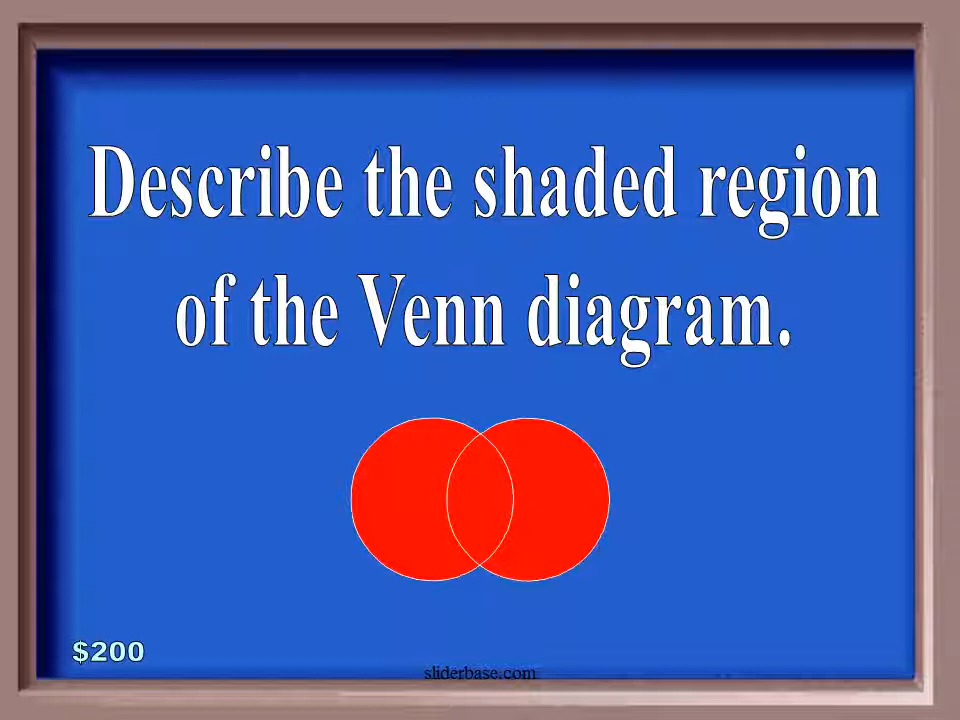 Describe the shaded region
of the Venn diagram.
$200
sliderbase.com